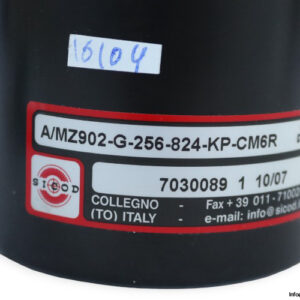 16104
A/MZ902-G-256-824-KP-CM6R
7030089 1 10/07
SICOD
COLLEGNO - Fax + 39 011-7100
(TO) ITALY - e-mail: info@sicod.